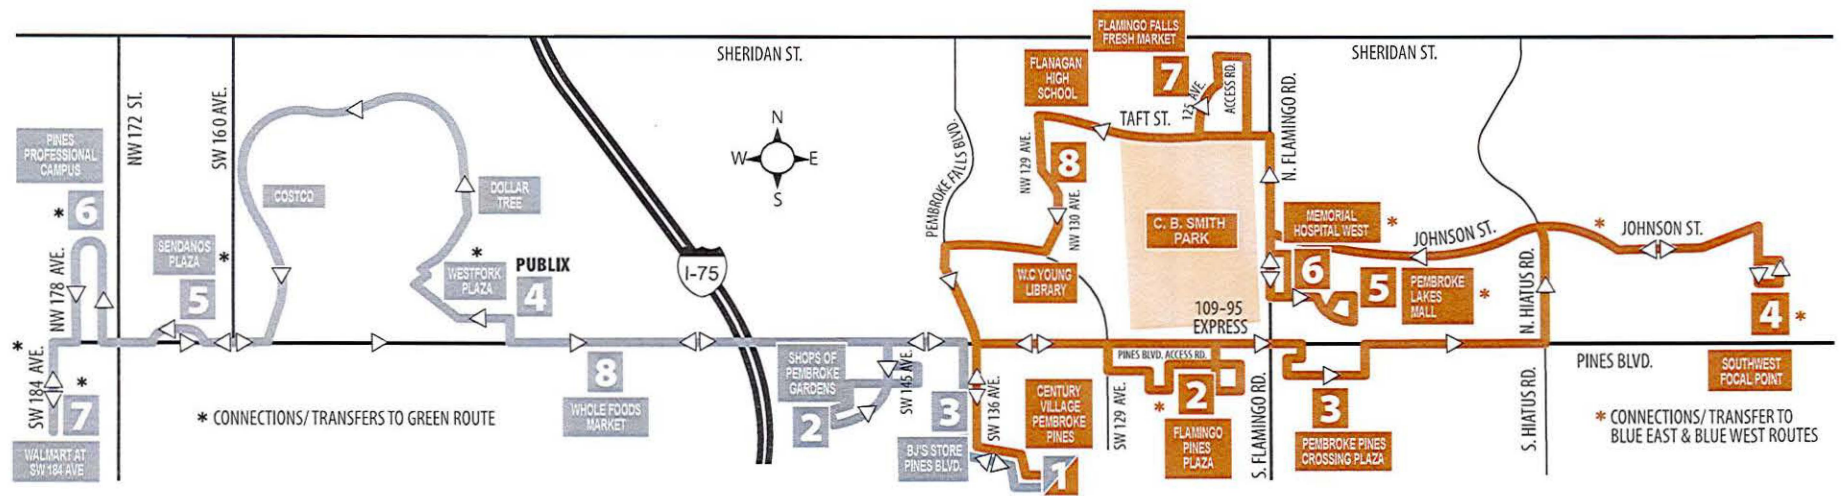 SHERIDAN ST.
SHERIDAN ST.
FLAMINGO FALLS
FRESH MARKET
7
FLANAGAN
HIGH
SCHOOL
125 AVE.
ACCESS RD.
TAFT ST.
N. FLAMINGO RD.
NW 172 ST.
SW 160 AVE.
PINES
PROFESSIONAL
CAMPUS
* 6
COSTCO
DOLLAR
TREE
N
W E
S
PEMBROKE FALLS BLVD.
NW 129 AVE.
8
NW 130 AVE.
C. B. SMITH
PARK
MEMORIAL
HOSPITAL WEST
*
JOHNSON ST.
*
JOHNSON ST.
NW 178 AVE.
SENDANOS
PLAZA
*
5
*
WESTFORK
PLAZA
PUBLIX
4
I-75
W.C YOUNG
LIBRARY
6
5
PEMBROKE
LAKES
MALL
*
N. HIATUS RD.
4
*
109-95
EXPRESS
*
SW 184 AVE.
*
7
WALMART AT
SW 184 AVE
* CONNECTIONS/ TRANSFERS TO GREEN ROUTE
8
WHOLE FOODS
MARKET
SHOPS OF
PEMBROKE
GARDENS
2
SW 145 AVE.
3
BJ'S STORE
PINES BLVD.
SW 136 AVE.
CENTURY
VILLAGE
PEMBROKE
PINES
1
PINES BLVD. ACCESS RD.
SW 129 AVE.
*
2
FLAMINGO
PINES
PLAZA
S. FLAMINGO RD.
3
PEMBROKE PINES
CROSSING PLAZA
S. HIATUS RD.
PINES BLVD.
SOUTHWEST
FOCAL POINT
* CONNECTIONS/ TRANSFER TO
BLUE EAST & BLUE WEST ROUTES